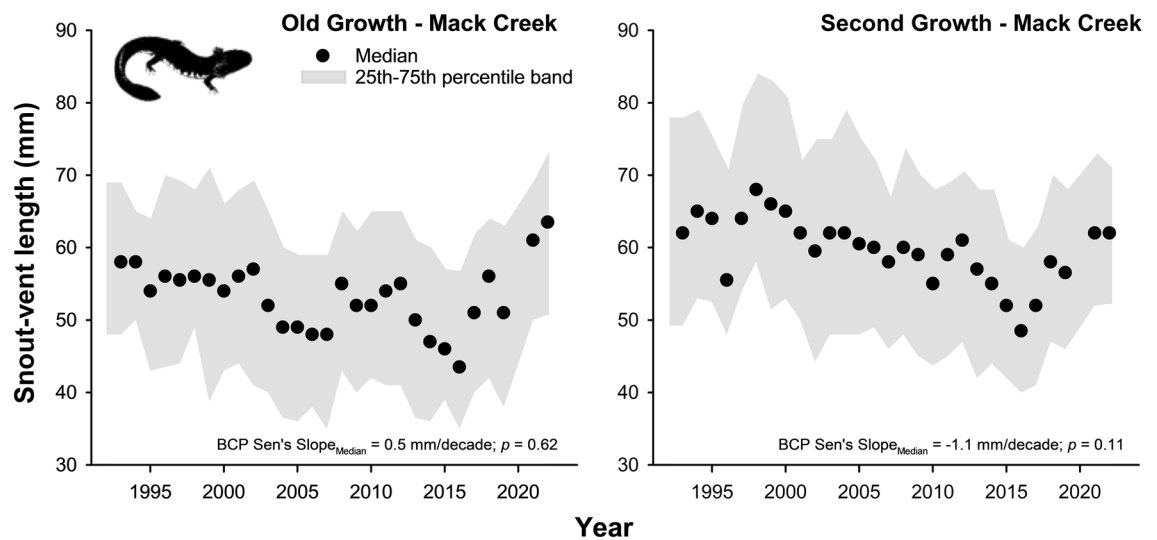 Old Growth - Mack Creek
Median
25th-75th percentile band
Snout-vent length (mm)
90
80
70
60
50
40
30
BCP Sen's SlopeMedian = 0.5 mm/decade; p = 0.62
1995 2000 2005 2010 2015 2020
Second Growth - Mack Creek
90
80
70
60
50
40
30
BCP Sen's SlopeMedian = -1.1 mm/decade; p = 0.11
1995 2000 2005 2010 2015 2020
Year